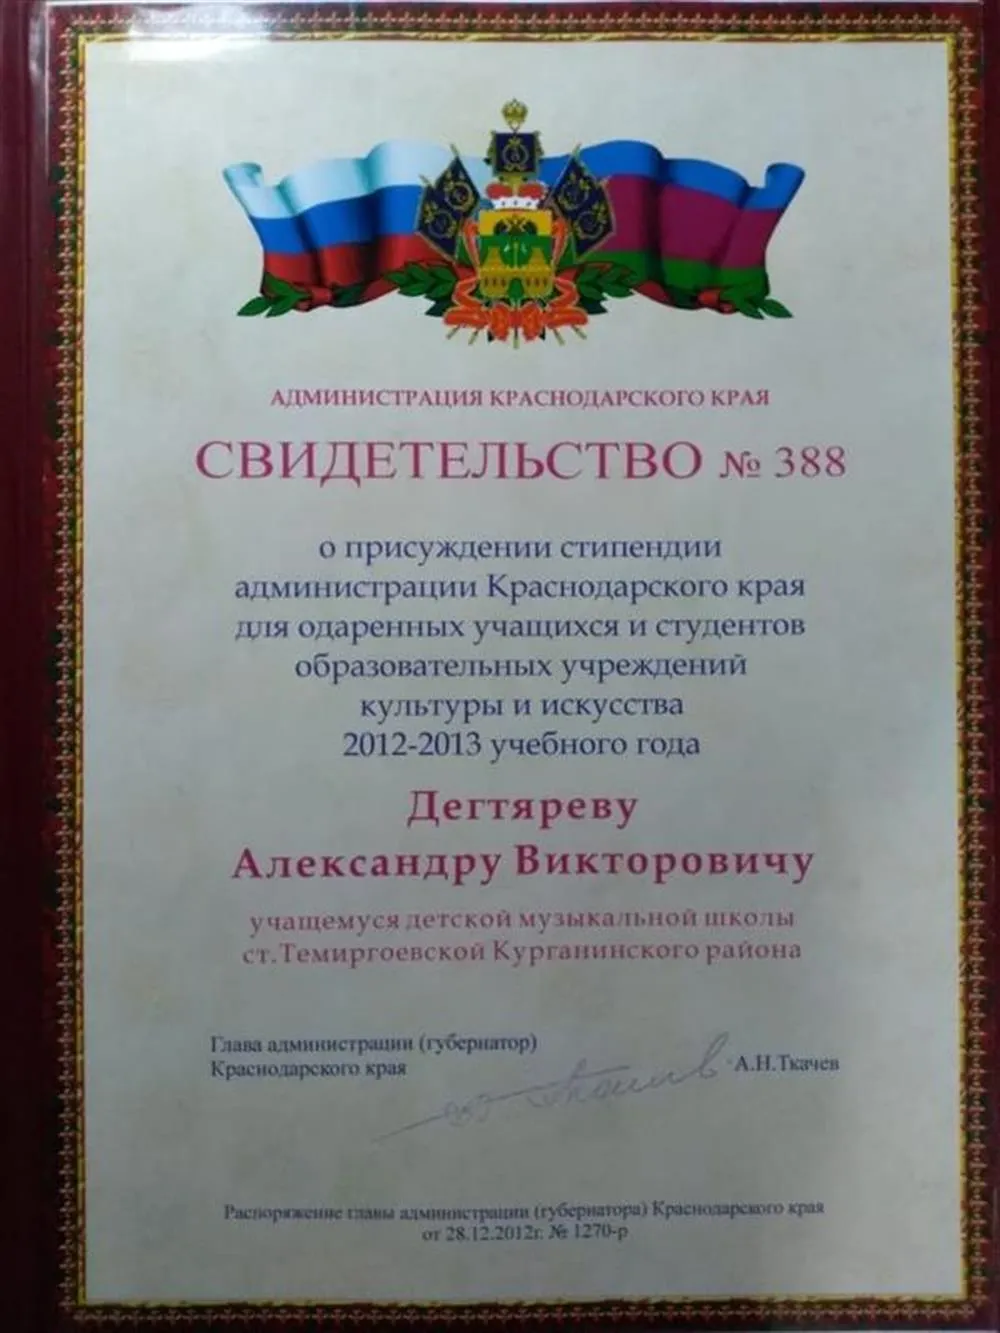 АДМИНИСТРАЦИЯ КРАСНОДАРСКОГО КРАЯ
СВИДЕТЕЛЬСТВО № 388
о присуждении стипендии
администрации Краснодарского края
для одаренных учащихся и студентов
образовательных учреждений
культуры и искусства
2012-2013 учебного года
Дегтяреву
Александру Викторовичу
учащемуся детской музыкальной школы
ст.Темиргоевской Курганинского района
Глава администрации (губернатор)
Краснодарского края
А.Н.Ткачев
Распоряжение главы администрации (губернатора) Краснодарского края
от 28.12.2012г. № 1270-р